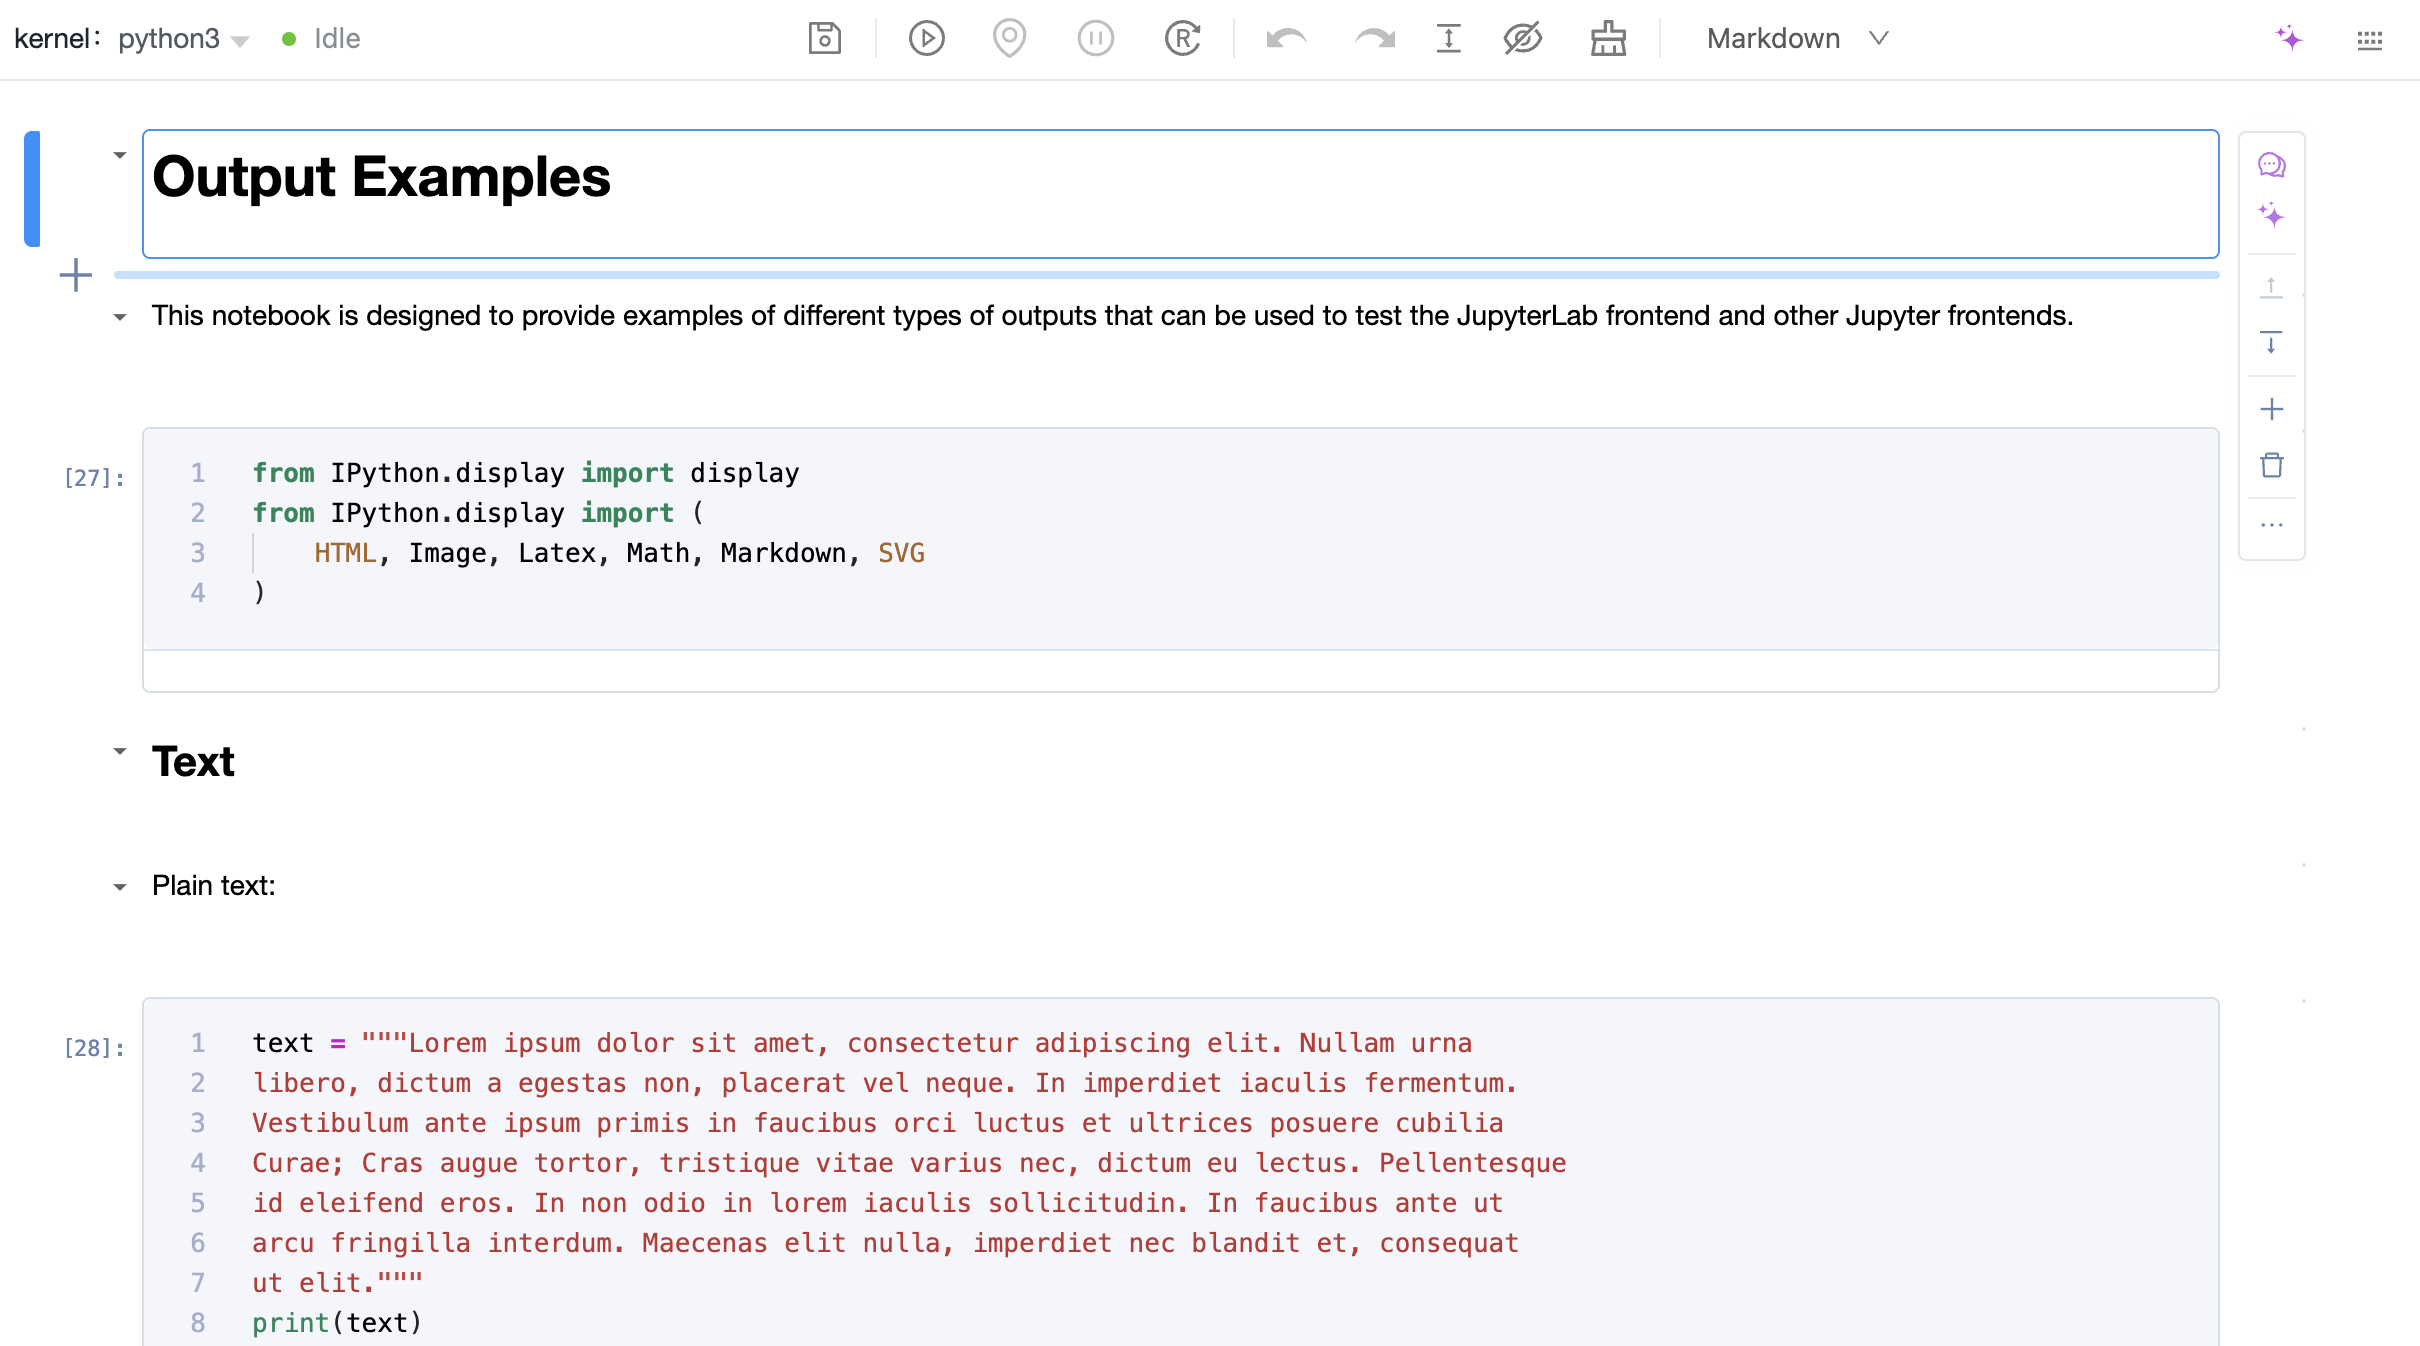 kernel: python3 Idle Markdown
Output Examples
This notebook is designed to provide examples of different types of outputs that can be used to test the JupyterLab frontend and other Jupyter frontends.
[27]:
1 from IPython.display import display
2 from IPython.display import (
3     HTML, Image, Latex, Math, Markdown, SVG
4 )
Text
Plain text:
[28]:
1 text = """Lorem ipsum dolor sit amet, consectetur adipiscing elit. Nullam urna
2 libero, dictum a egestas non, placerat vel neque. In imperdiet iaculis fermentum.
3 Vestibulum ante ipsum primis in faucibus orci luctus et ultrices posuere cubilia
4 Curae; Cras augue tortor, tristique vitae varius nec, dictum eu lectus. Pellentesque
5 id eleifend eros. In non odio in lorem iaculis sollicitudin. In faucibus ante ut
6 arcu fringilla interdum. Maecenas elit nulla, imperdiet nec blandit et, consequat
7 ut elit."""
8 print(text)